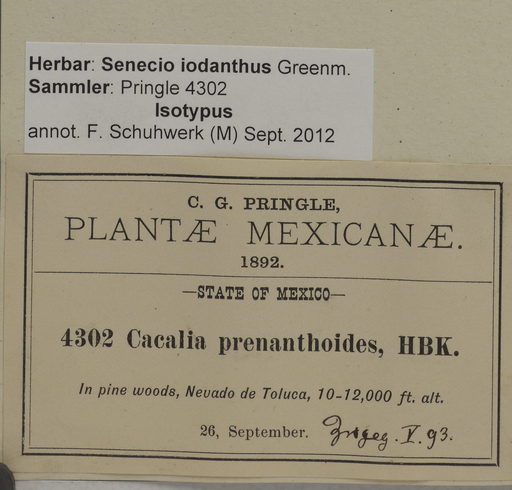 Herbar: Senecio iodanthus Greenm.
Sammler: Pringle 4302
Isotypus
annot. F. Schuhwerk (M) Sept. 2012
C. G. PRINGLE,
PLANTÆ MEXICANÆ.
1892.
—STATE OF MEXICO—
4302 Cacalia prenanthoides, HBK.
In pine woods, Nevado de Toluca, 10-12,000 ft. alt.
26, September. V. 93.